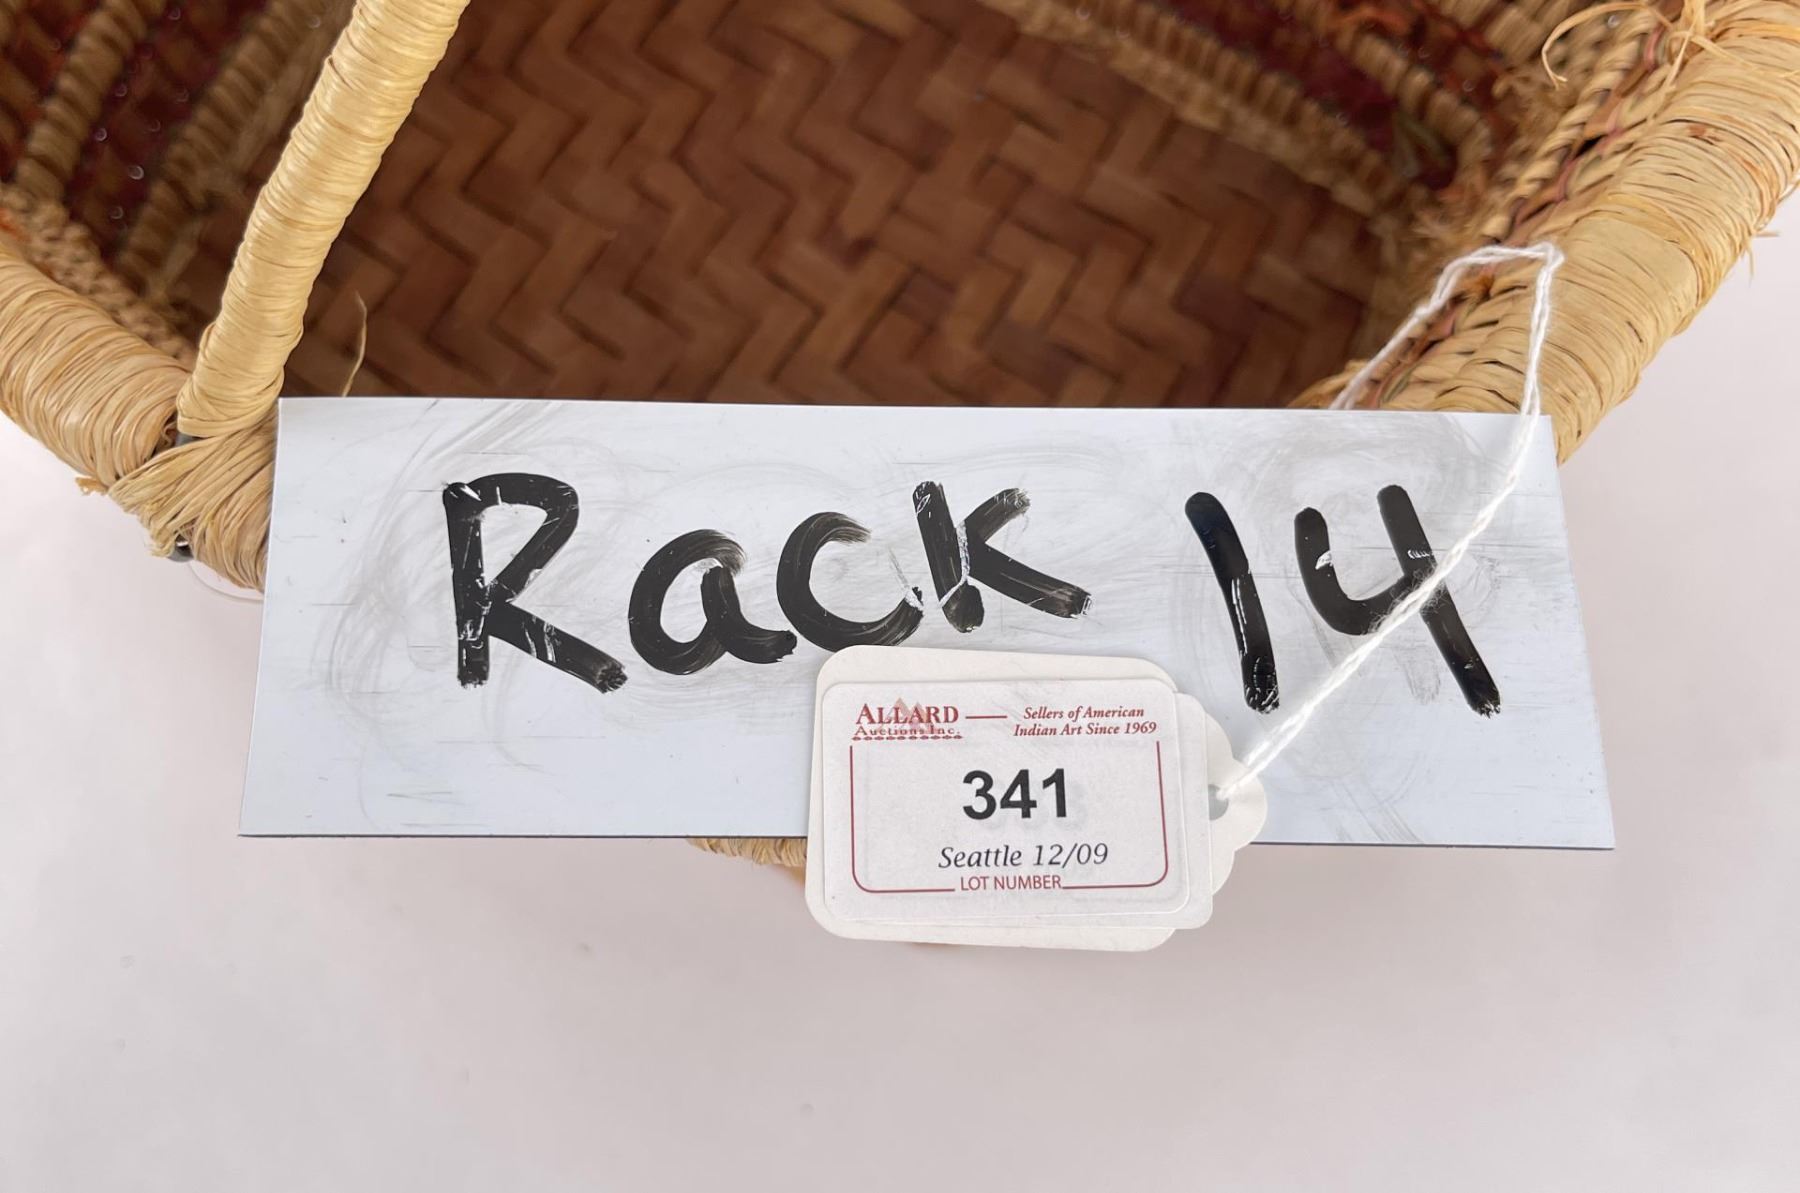 Rack 14
ALLARD
Auctions Inc.
Sellers of American
Indian Art Since 1969
341
Seattle 12/09
LOT NUMBER